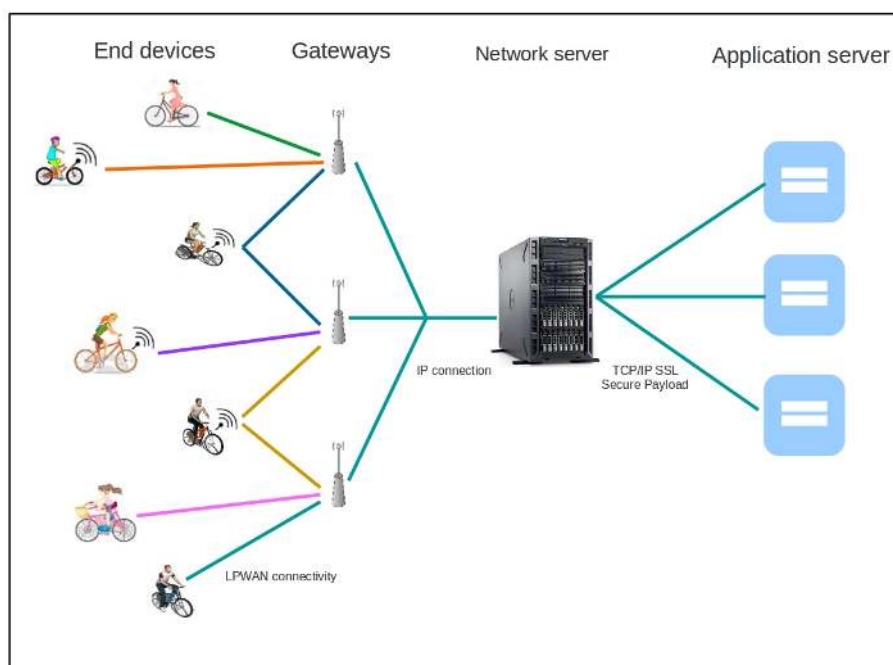 End devices
Gateways
Network server
Application server
IP connection
TCP/IP SSL
Secure Payload
LPWAN connectivity